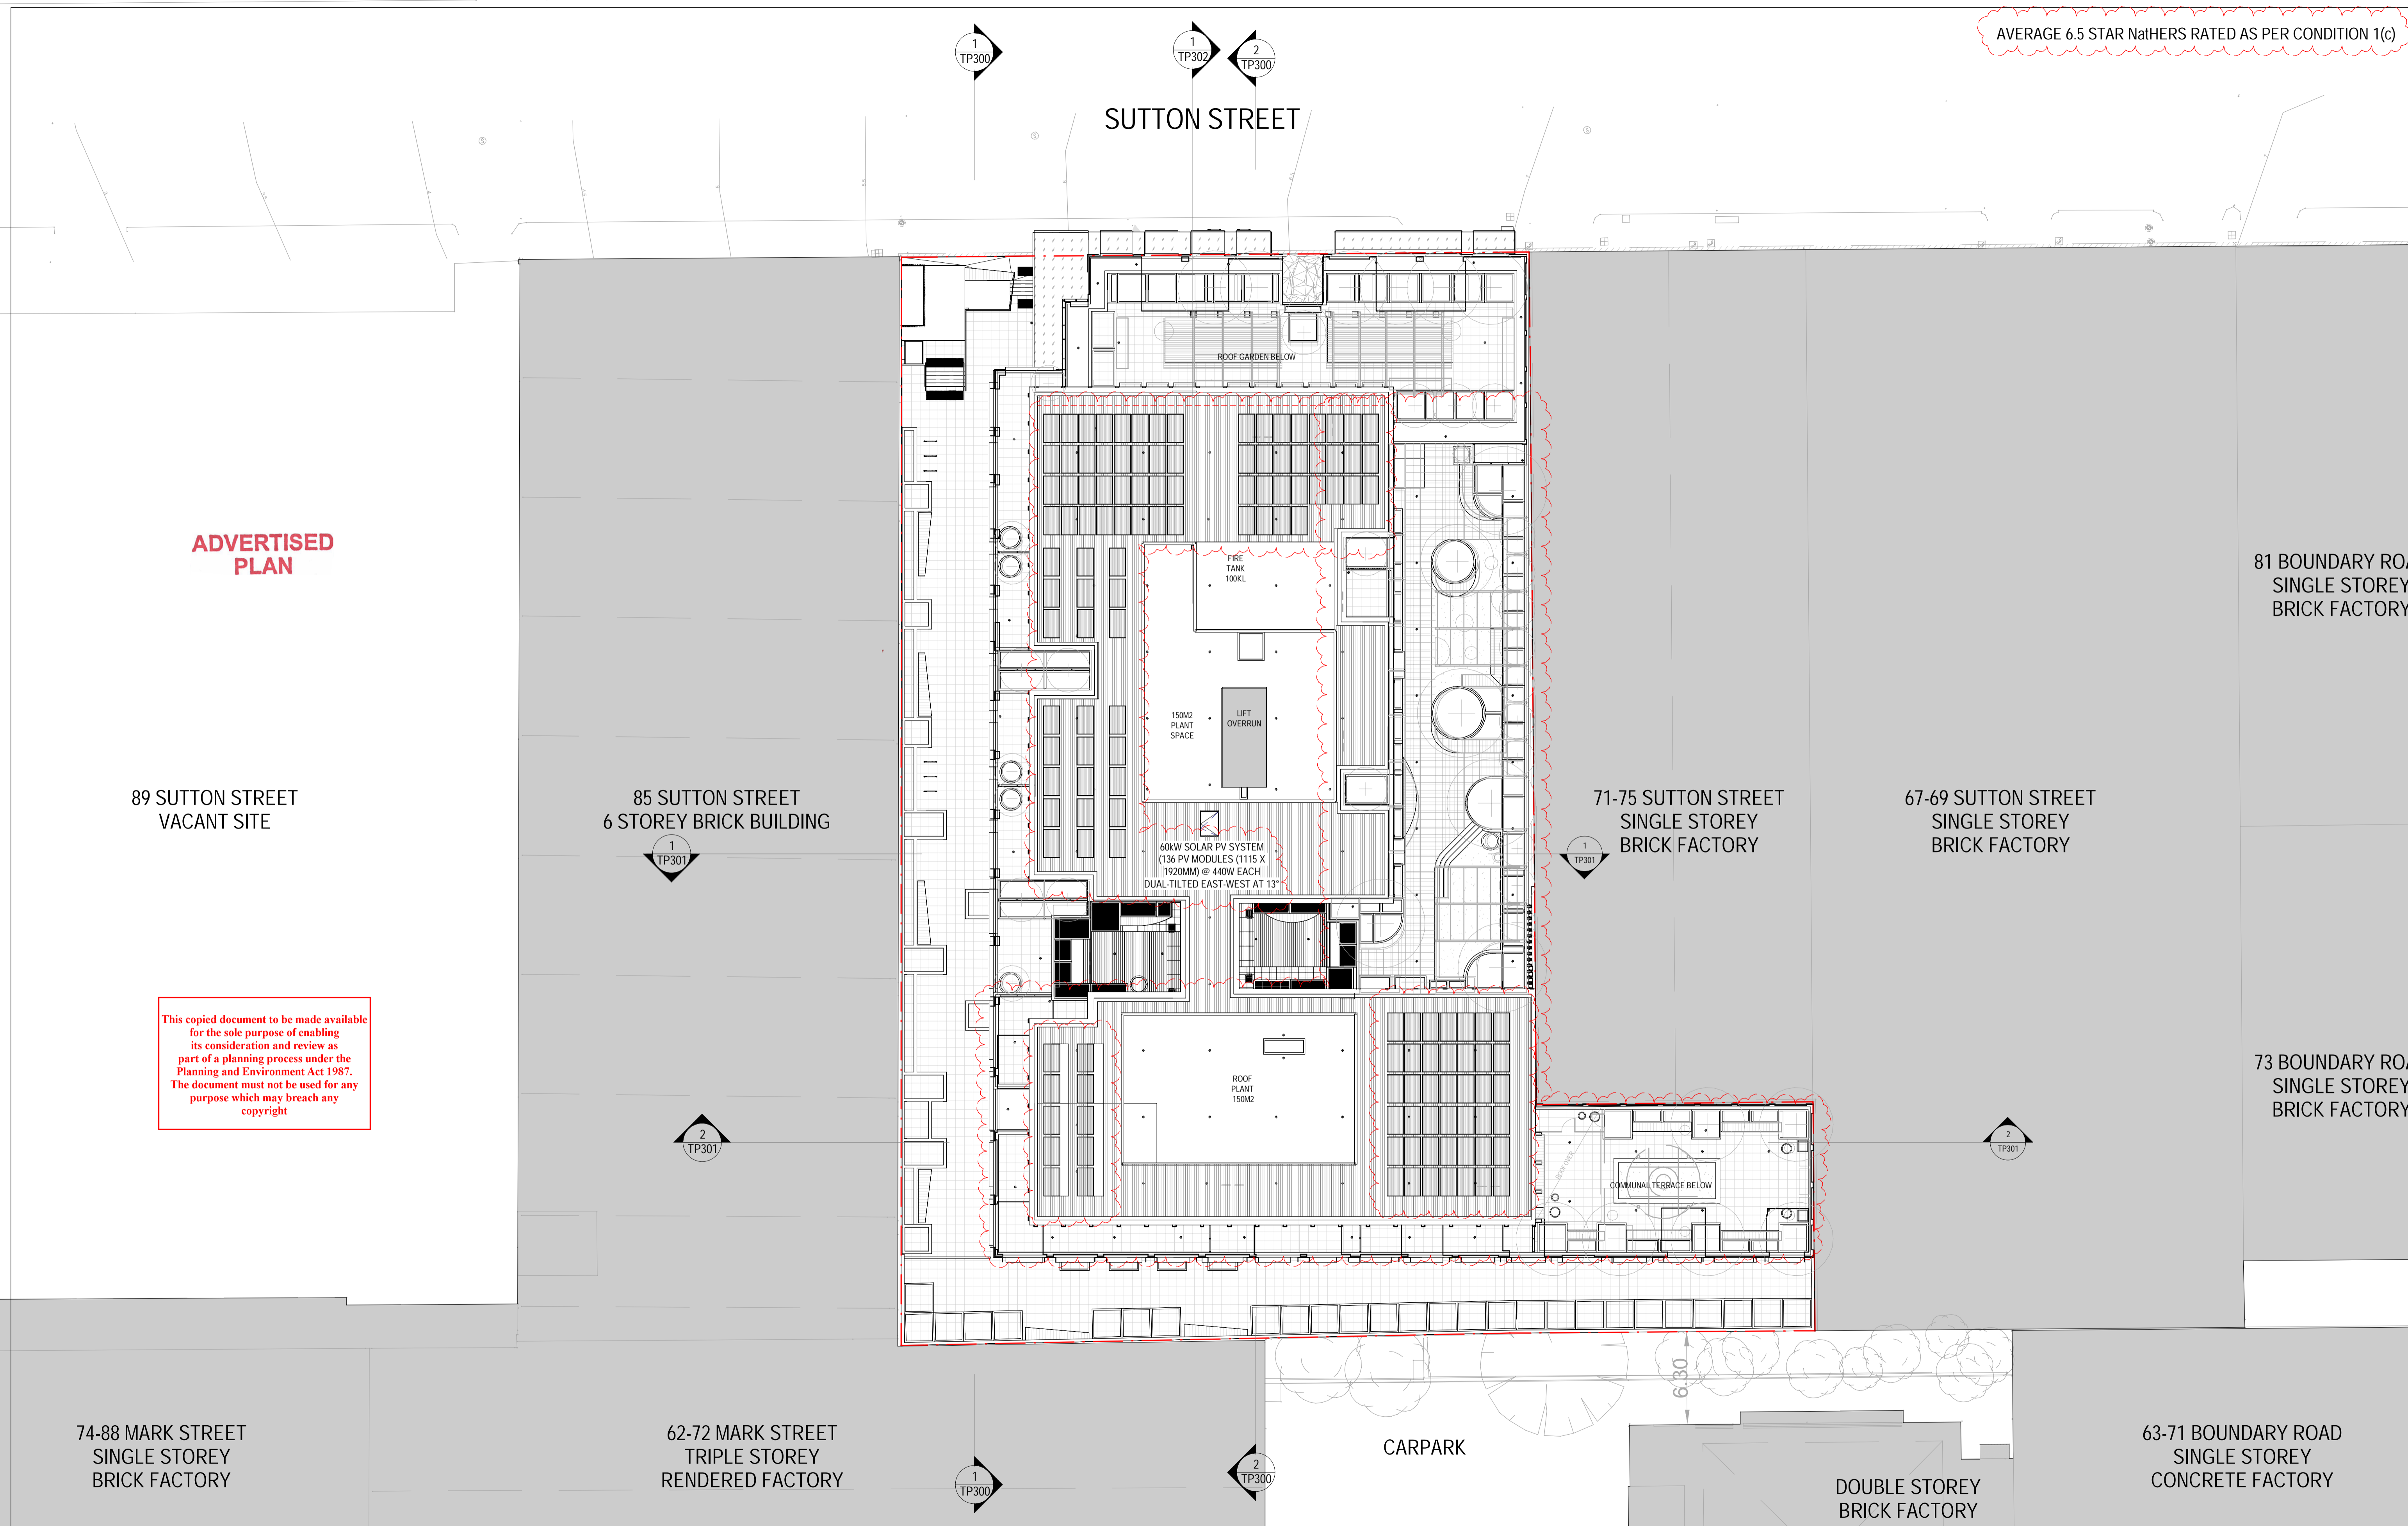 AVERAGE 6.5 STAR NatHERS RATED AS PER CONDITION 1(c)
1
TP300
1
TP302
2
TP300
SUTTON STREET
ROOF GARDEN BELOW
ADVERTISED
PLAN
FIRE
TANK
100KL
81 BOUNDARY ROA
SINGLE STOREY
BRICK FACTORY
150M2
PLANT
SPACE
LIFT
OVERRUN
89 SUTTON STREET
VACANT SITE
85 SUTTON STREET
6 STOREY BRICK BUILDING
1
TP301
60kW SOLAR PV SYSTEM
(136 PV MODULES (1115 X
1920MM) @ 440W EACH
DUAL-TILTED EAST-WEST AT 13°
1
TP301
71-75 SUTTON STREET
SINGLE STOREY
BRICK FACTORY
67-69 SUTTON STREET
SINGLE STOREY
BRICK FACTORY
This copied document to be made available
for the sole purpose of enabling
its consideration and review as
part of a planning process under the
Planning and Environment Act 1987.
The document must not be used for any
purpose which may breach any
copyright
ROOF
PLANT
150M2
73 BOUNDARY ROA
SINGLE STOREY
BRICK FACTORY
2
TP301
2
TP301
ROOF OVER
COMMUNAL TERRACE BELOW
6.30
74-88 MARK STREET
SINGLE STOREY
BRICK FACTORY
62-72 MARK STREET
TRIPLE STOREY
RENDERED FACTORY
1
TP300
2
TP300
CARPARK
DOUBLE STOREY
BRICK FACTORY
63-71 BOUNDARY ROAD
SINGLE STOREY
CONCRETE FACTORY